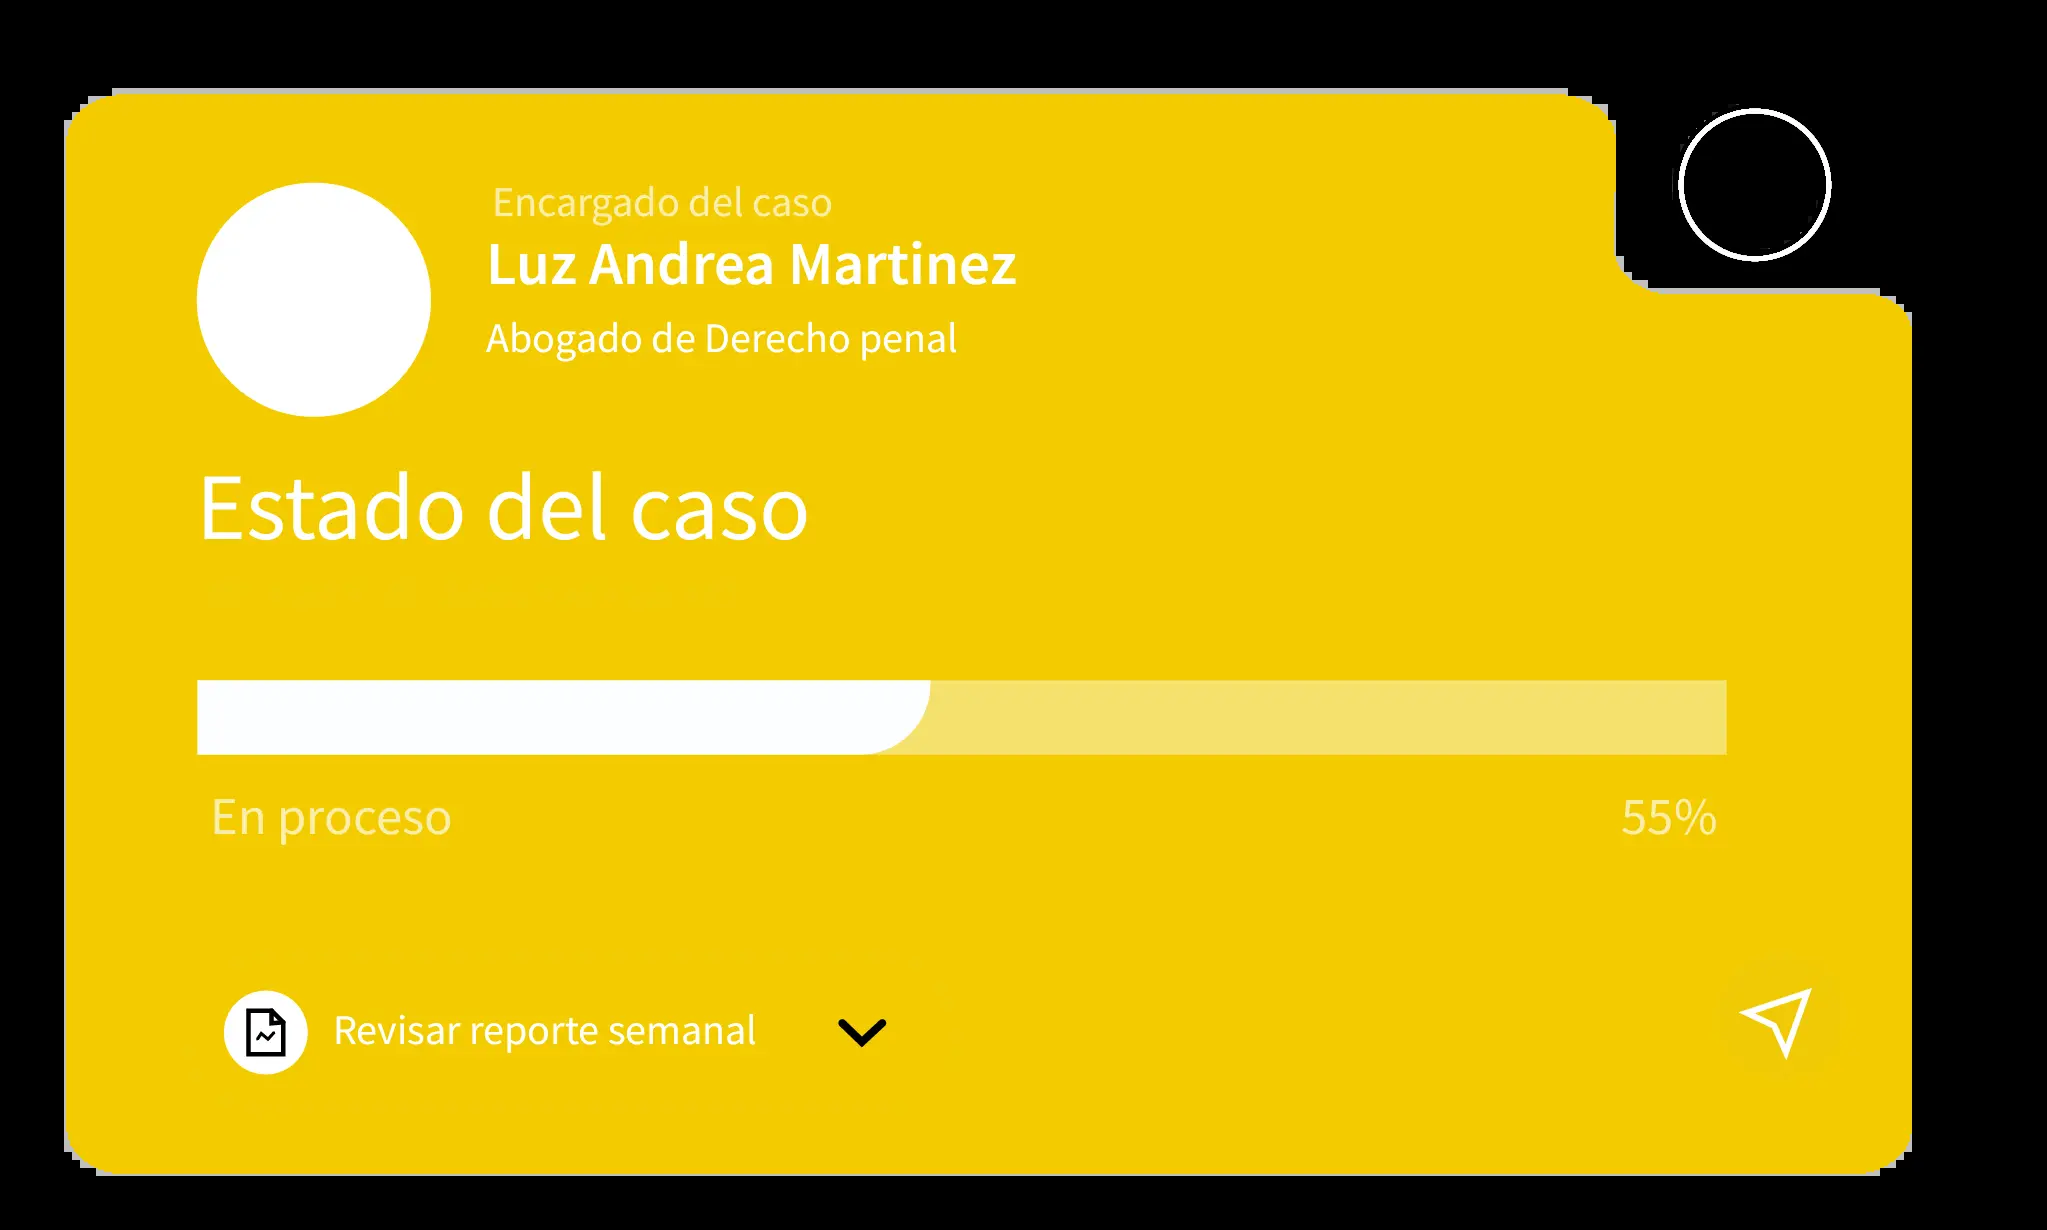 Encargado del caso
Luz Andrea Martinez
Abogado de Derecho penal
Estado del caso
En proceso
55%
Revisar reporte semanal